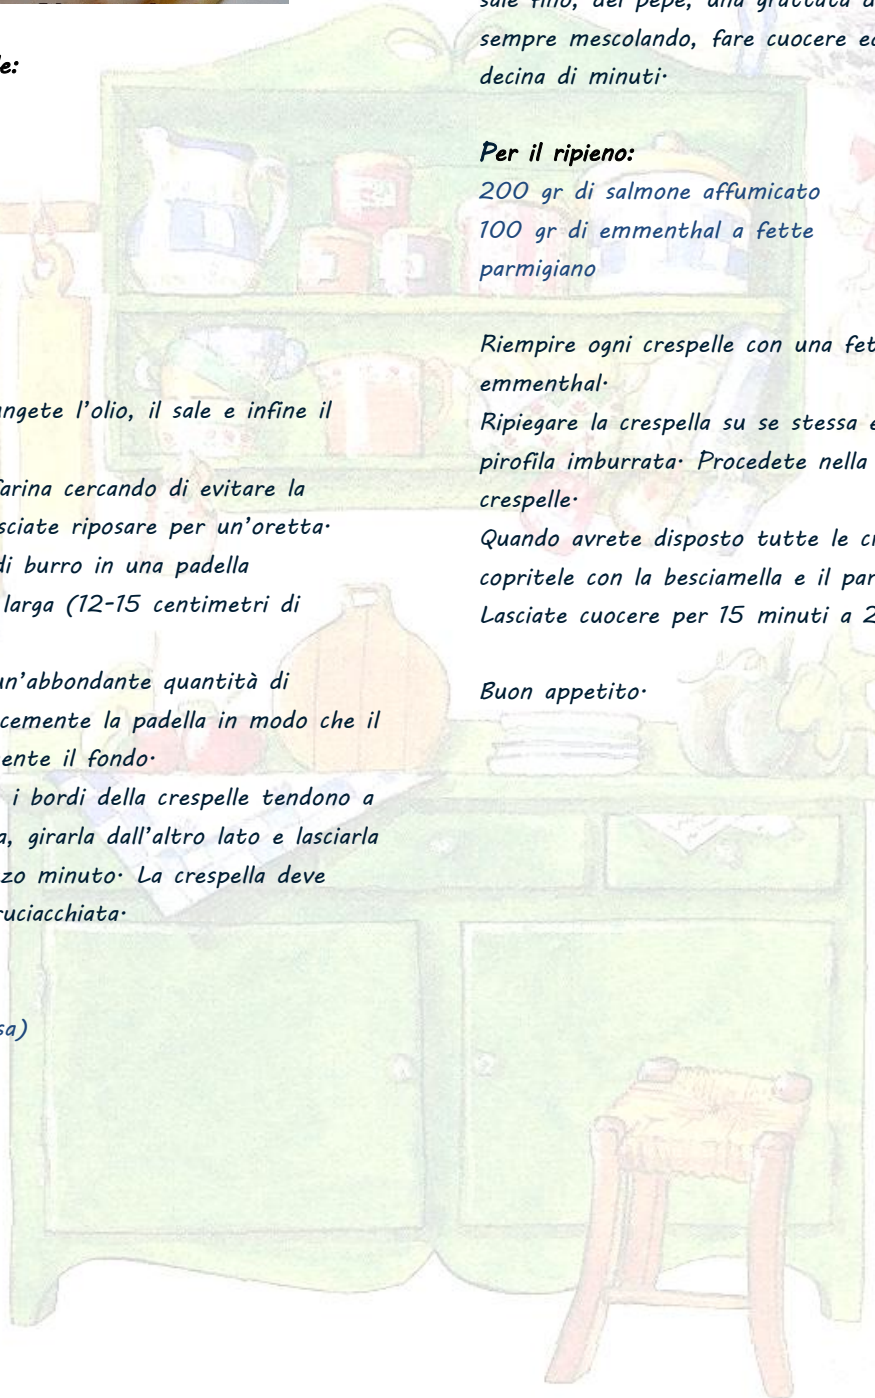 e:
ngete l'olio, il sale e infine il
farina cercando di evitare la
sciate riposare per un'oretta·
di burro in una padella
larga (12-15 centimetri di
un'abbondante quantità di
cemente la padella in modo che il
ente il fondo·
i bordi della crespelle tendono a
a, girarla dall'altro lato e lasciarla
zo minuto· La crespella deve
ruciacchiata·
sa)
sale fino, del pepe, una grattata d
sempre mescolando, fare cuocere ed
decina di minuti·
Per il ripieno:
200 gr di salmone affumicato
100 gr di emmenthal a fette
parmigiano
Riempire ogni crespelle con una fet
emmenthal·
Ripiegare la crespella su se stessa e
pirofila imburrata· Procedete nella
crespelle·
Quando avrete disposto tutte le cr
copritele con la besciamella e il par
Lasciate cuocere per 15 minuti a 2
Buon appetito·